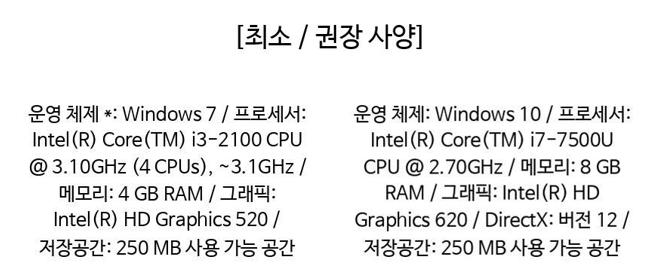 [최소 / 권장 사양]
운영 체제 *: Windows 7 / 프로세서:
Intel(R) Core(TM) i3-2100 CPU
@ 3.10GHz (4 CPUs), ~3.1GHz /
메모리: 4 GB RAM / 그래픽:
Intel(R) HD Graphics 520 /
저장공간: 250 MB 사용 가능 공간
운영 체제: Windows 10 / 프로세서:
Intel(R) Core(TM) i7-7500U
CPU @ 2.70GHz / 메모리: 8 GB
RAM / 그래픽: Intel(R) HD
Graphics 620 / DirectX: 버전 12 /
저장공간: 250 MB 사용 가능 공간